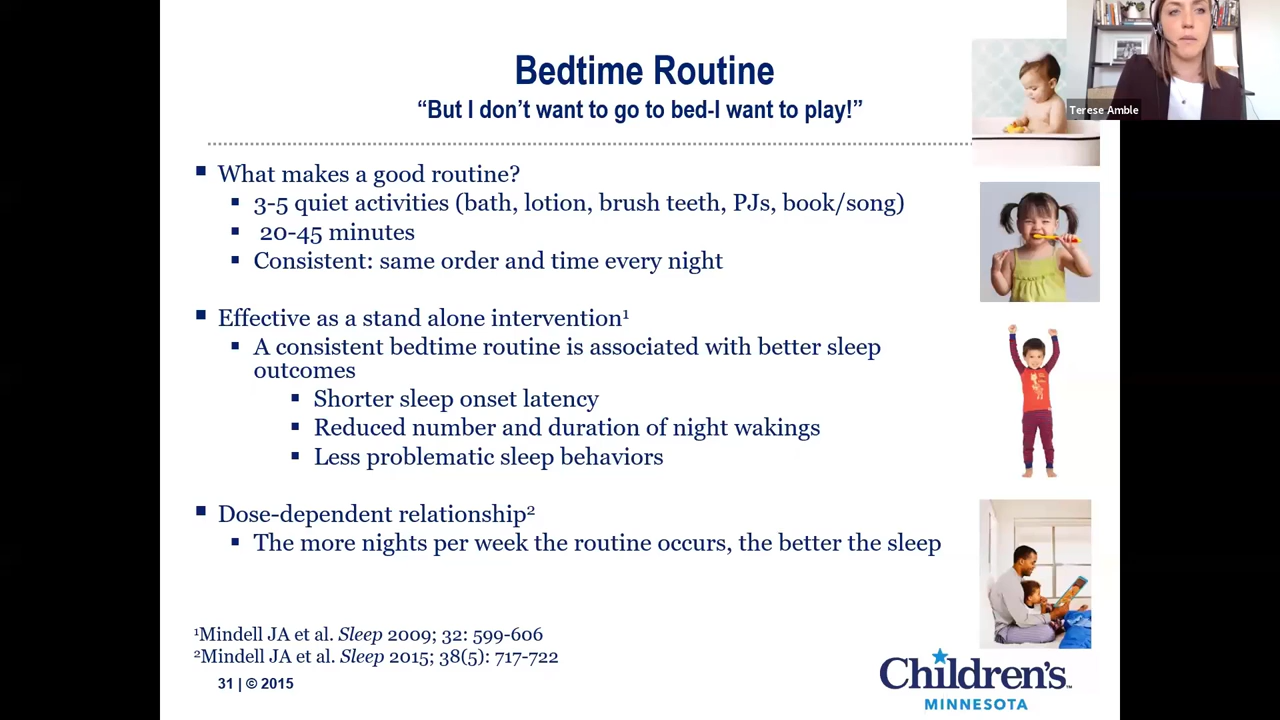 Bedtime Routine
“But I don’t want to go to bed-I want to play!”
Terese Amble
▪ What makes a good routine?
▪ 3-5 quiet activities (bath, lotion, brush teeth, PJs, book/song)
▪ 20-45 minutes
▪ Consistent: same order and time every night
▪ Effective as a stand alone intervention¹
▪ A consistent bedtime routine is associated with better sleep
outcomes
▪ Shorter sleep onset latency
▪ Reduced number and duration of night wakings
▪ Less problematic sleep behaviors
▪ Dose-dependent relationship²
▪ The more nights per week the routine occurs, the better the sleep
¹Mindell JA et al. Sleep 2009; 32: 599-606
²Mindell JA et al. Sleep 2015; 38(5): 717-722
31 | © 2015
Children's™
MINNESOTA